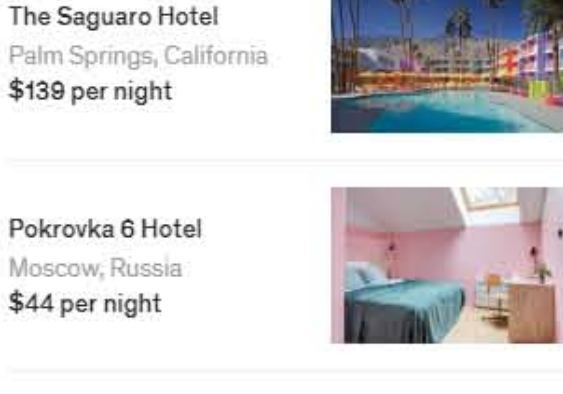 The Saguaro Hotel
Palm Springs, California
$139 per night
Pokrovka 6 Hotel
Moscow, Russia
$44 per night